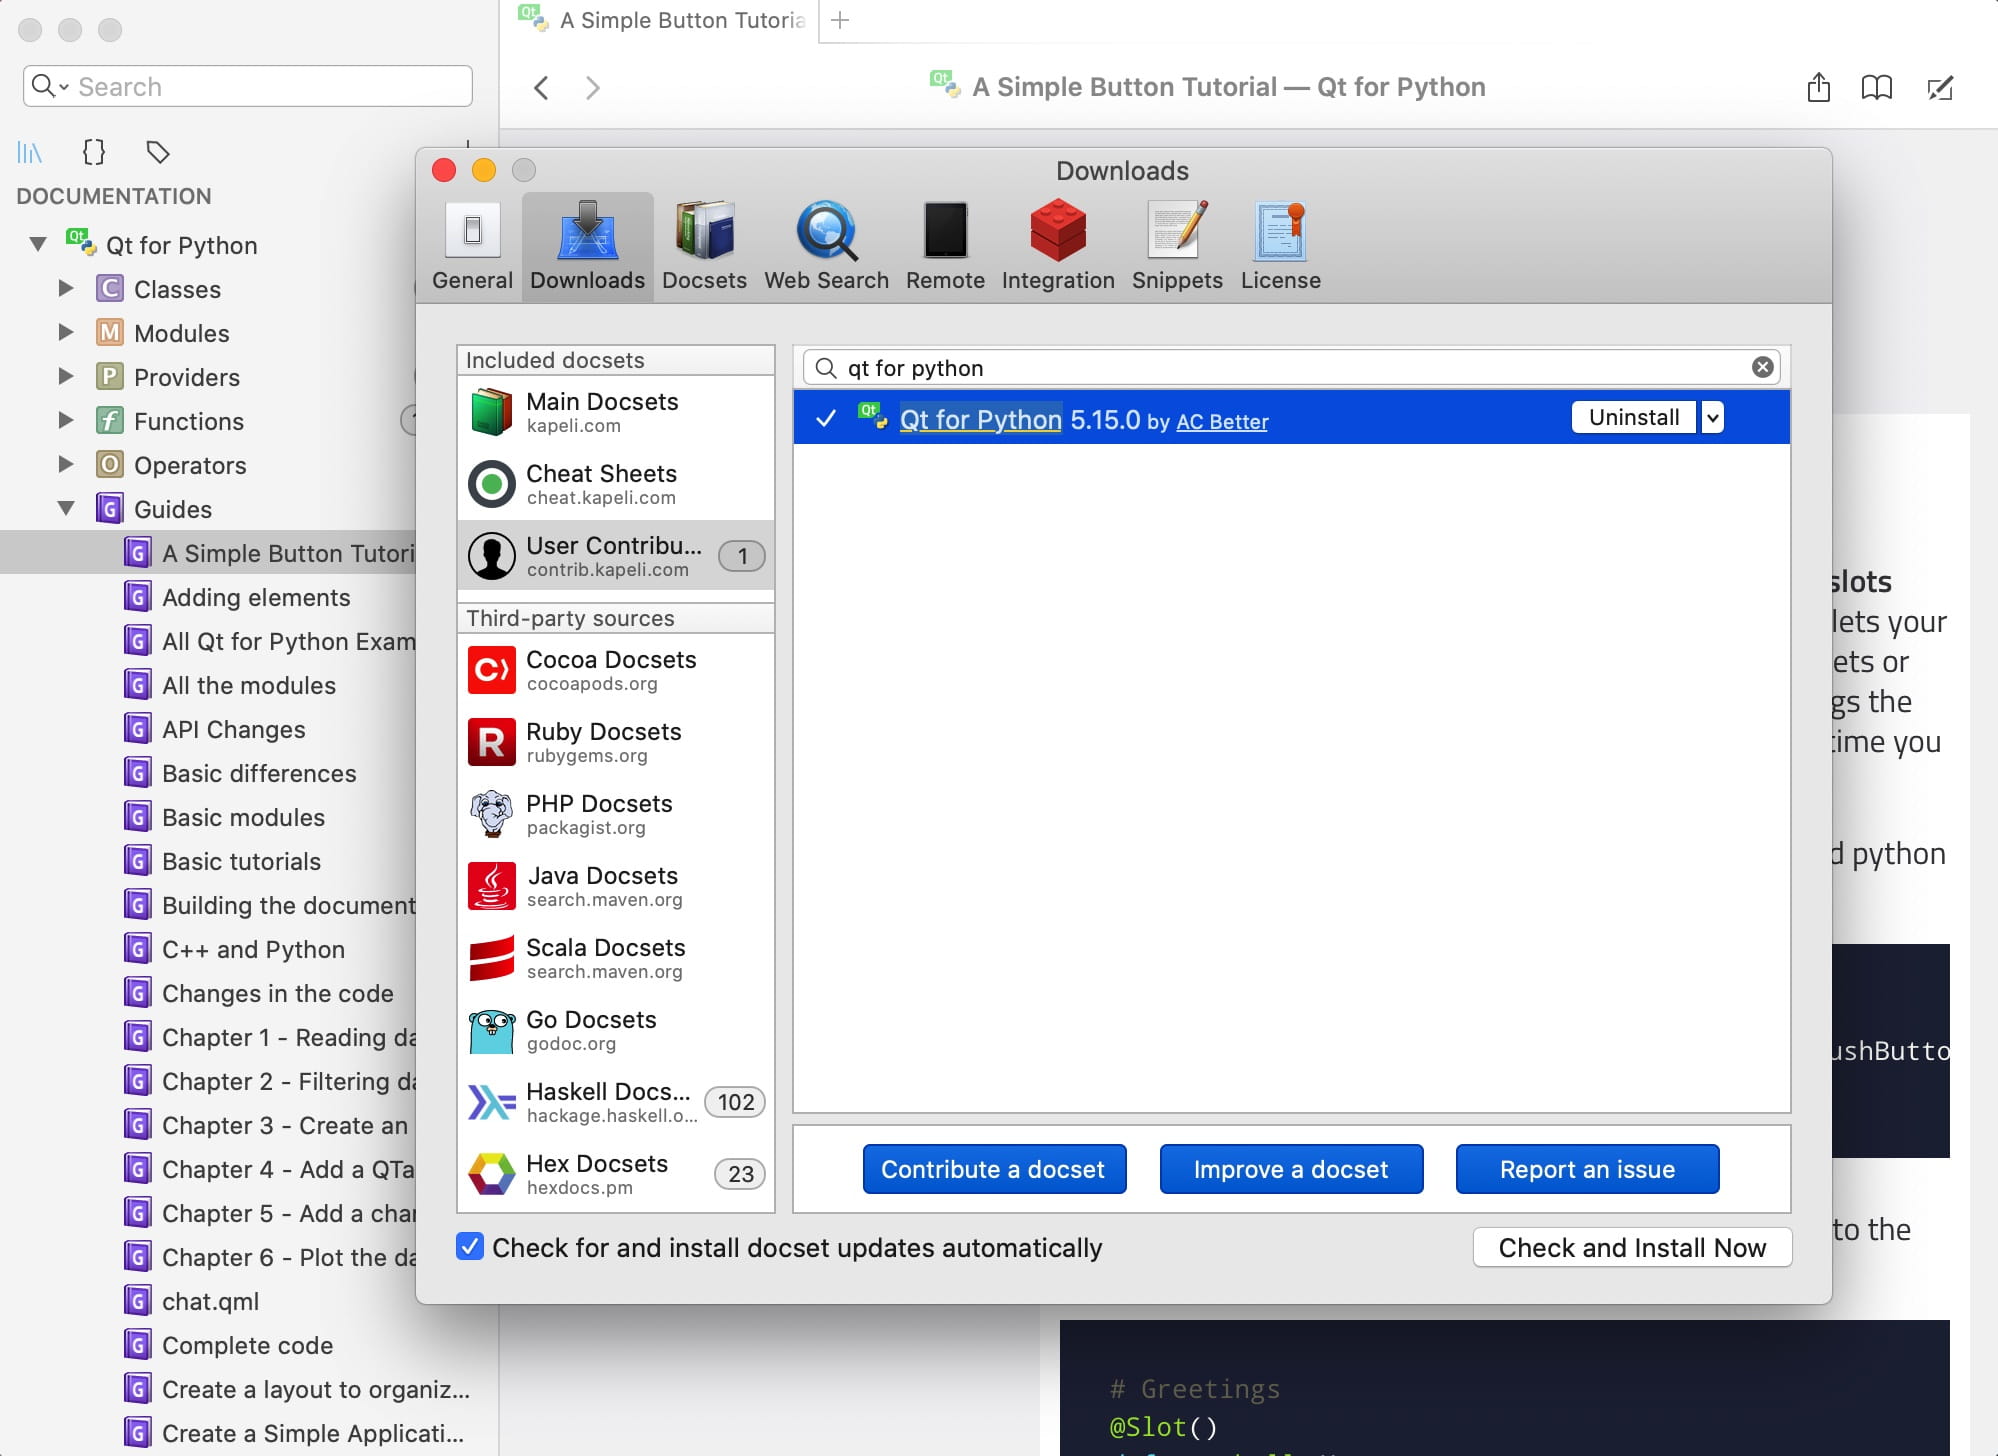 A Simple Button Tutoria
Search
A Simple Button Tutorial — Qt for Python
DOCUMENTATION
Qt for Python
Classes
Modules
Providers
Functions
Operators
Guides
A Simple Button Tutori
Adding elements
All Qt for Python Exam
All the modules
API Changes
Basic differences
Basic modules
Basic tutorials
Building the document
C++ and Python
Changes in the code
Chapter 1 - Reading da
Chapter 2 - Filtering da
Chapter 3 - Create an
Chapter 4 - Add a QTa
Chapter 5 - Add a char
Chapter 6 - Plot the da
chat.qml
Complete code
Create a layout to organiz...
Create a Simple Applicati...
Downloads
General
Downloads
Docsets
Web Search
Remote
Integration
Snippets
License
Included docsets
Main Docsets
kapeli.com
Cheat Sheets
cheat.kapeli.com
User Contribu...
contrib.kapeli.com
1
Third-party sources
Cocoa Docsets
cocoapods.org
Ruby Docsets
rubygems.org
PHP Docsets
packagist.org
Java Docsets
search.maven.org
Scala Docsets
search.maven.org
Go Docsets
godoc.org
Haskell Docs...
hackage.haskell.o...
102
Hex Docsets
hexdocs.pm
23
qt for python
Qt for Python 5.15.0 by AC Better
Uninstall
Contribute a docset
Improve a docset
Report an issue
Check for and install docset updates automatically
Check and Install Now
slots
lets your
ets or
gs the
time you
d python
ushButto
to the
# Greetings
@Slot()